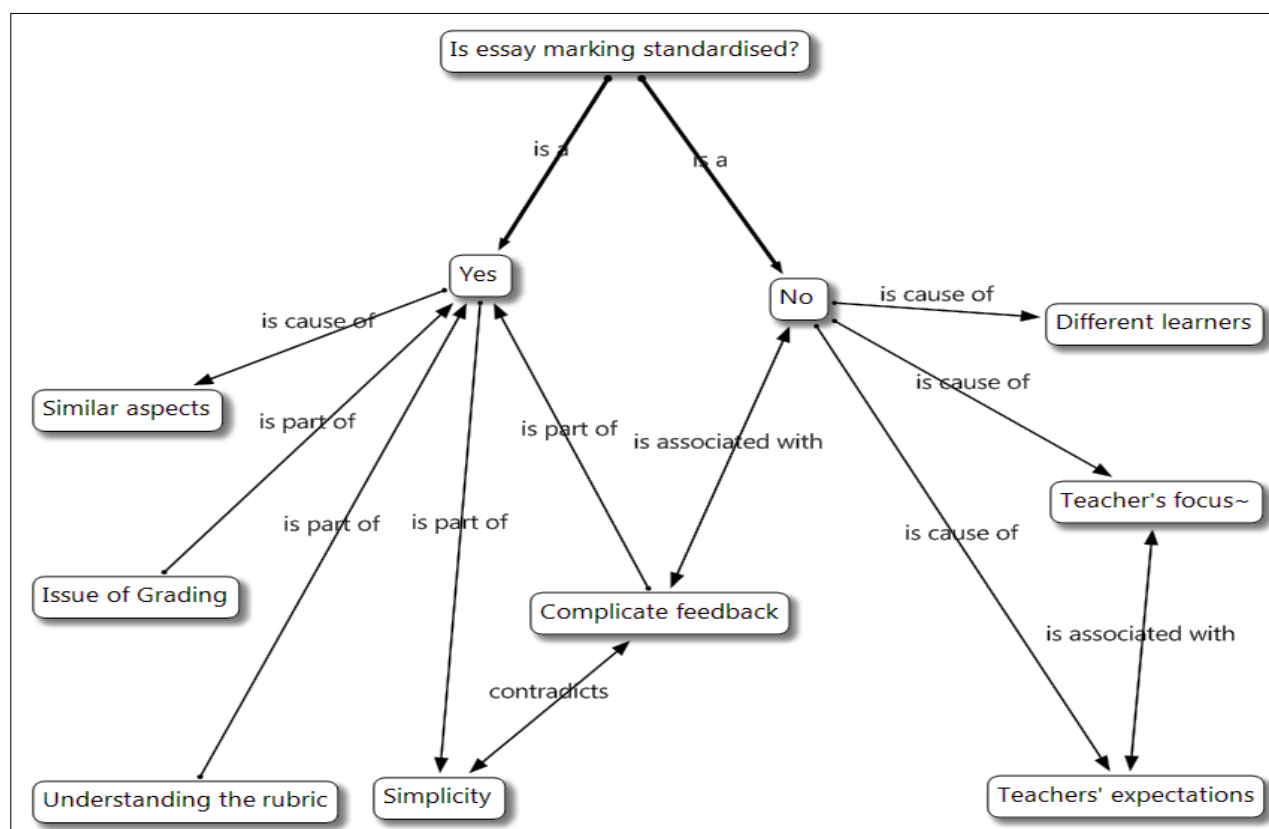 Is essay marking standardised?
is a
is a
Yes
No
is cause of
Different learners
is cause of
is cause of
Similar aspects
is part of
is part of
is associated with
Teacher's focus~
is part of
is part of
is cause of
Issue of Grading
Complicate feedback
is associated with
contradicts
Understanding the rubric
Simplicity
Teachers' expectations